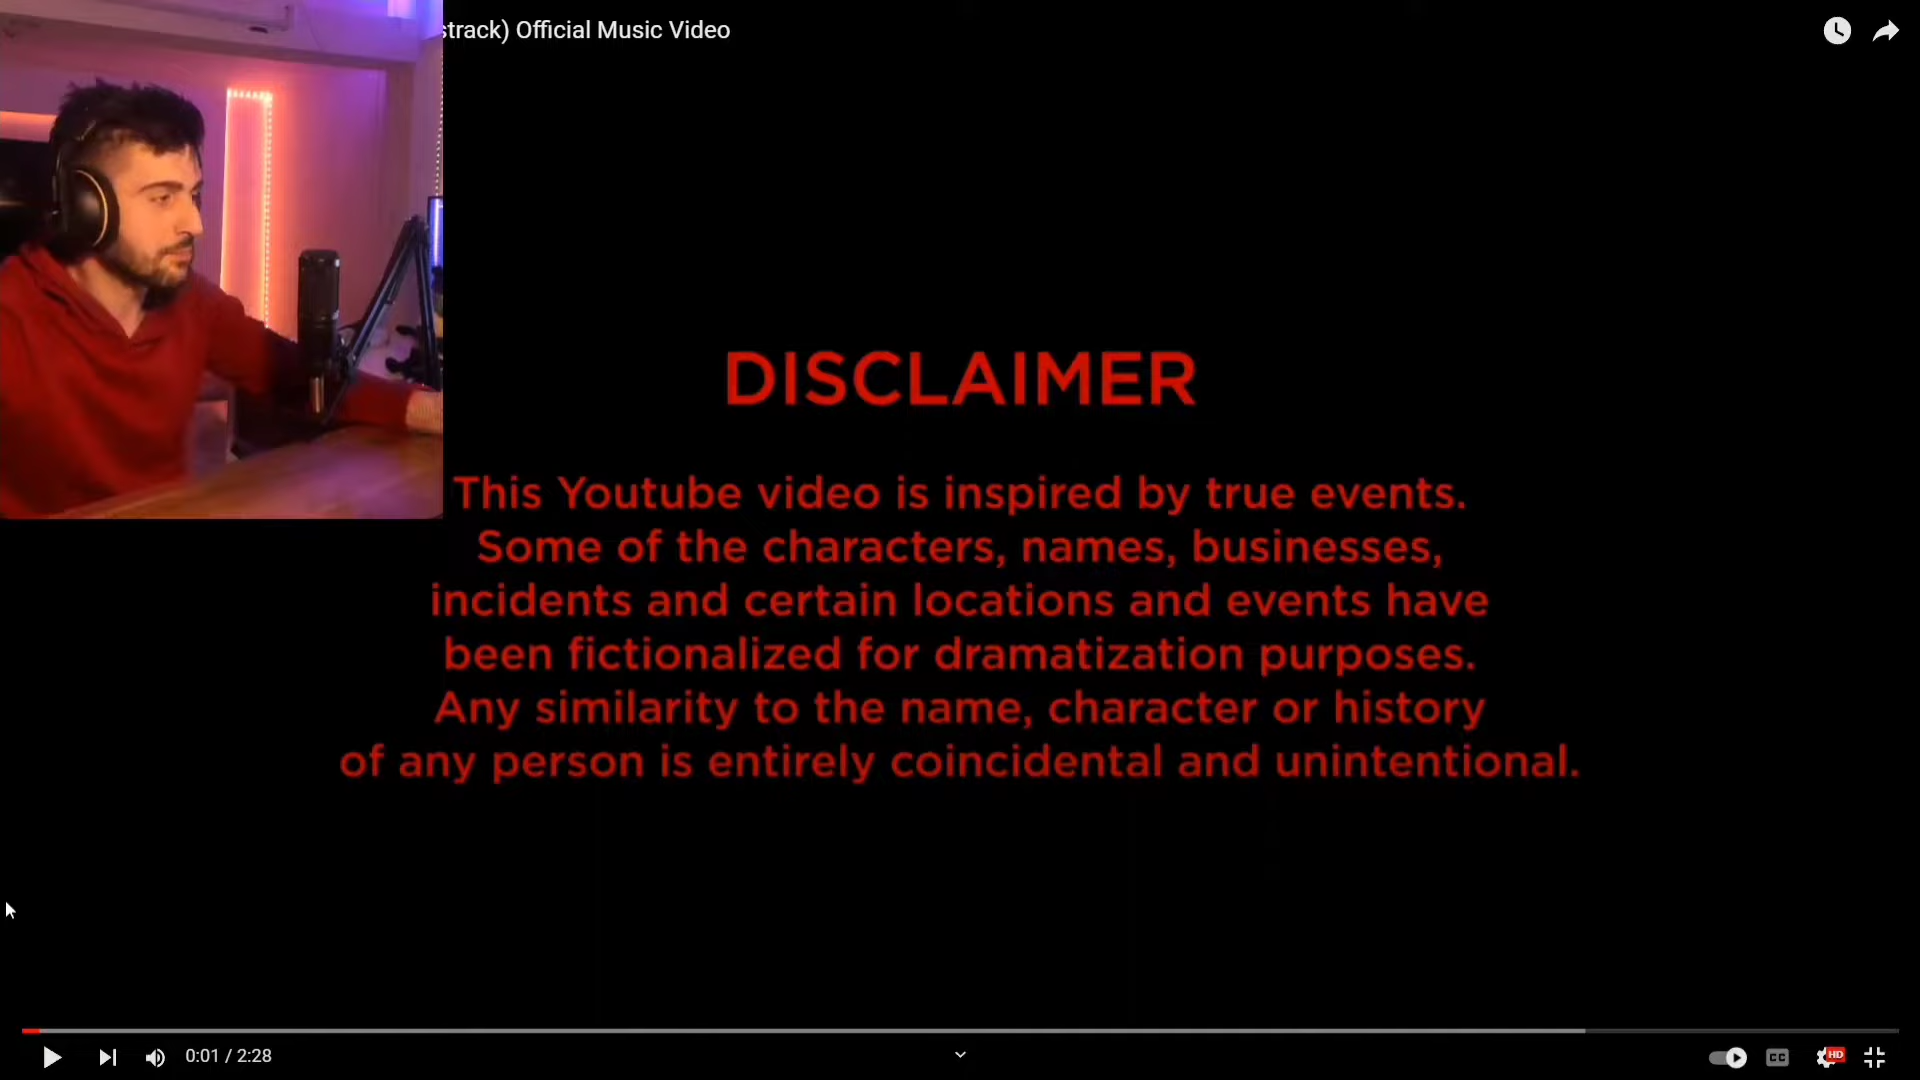 strack) Official Music Video
DISCLAIMER
This Youtube video is inspired by true events.
Some of the characters, names, businesses,
incidents and certain locations and events have
been fictionalized for dramatization purposes.
Any similarity to the name, character or history
of any person is entirely coincidental and unintentional.
0:01 / 2:28
CC
HD